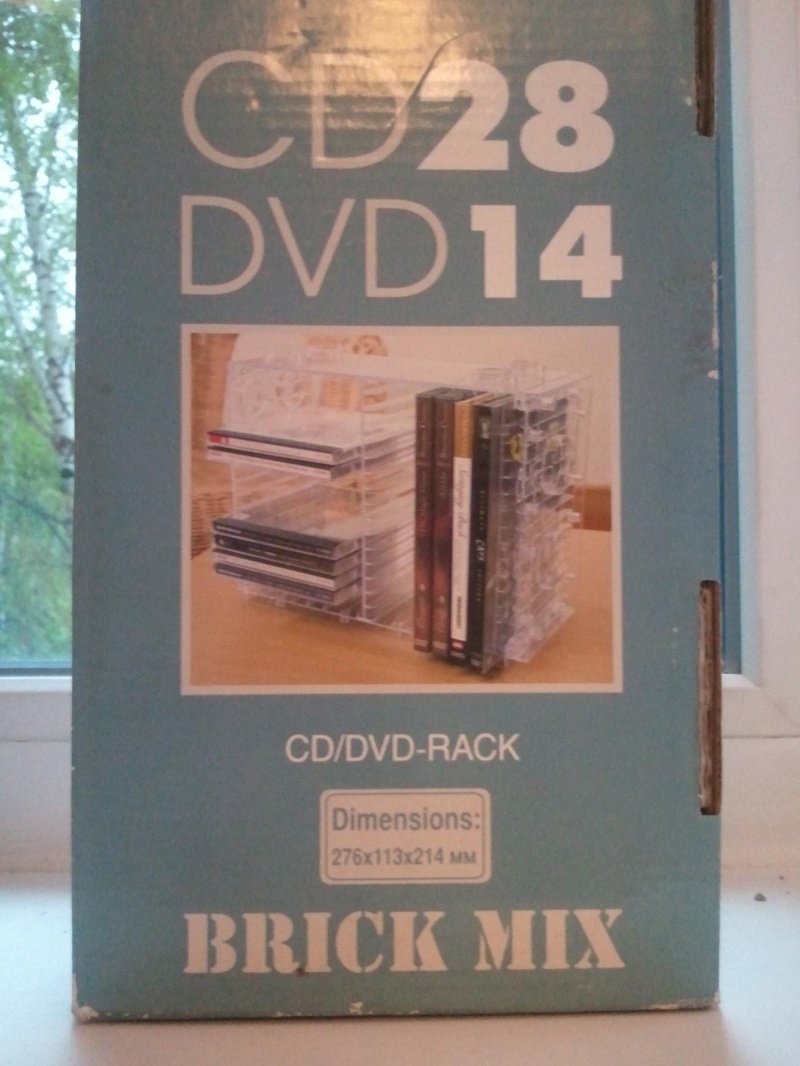 CD28
DVD14
CD/DVD-RACK
Dimensions:
276x113x214 мм
BRICK MIX